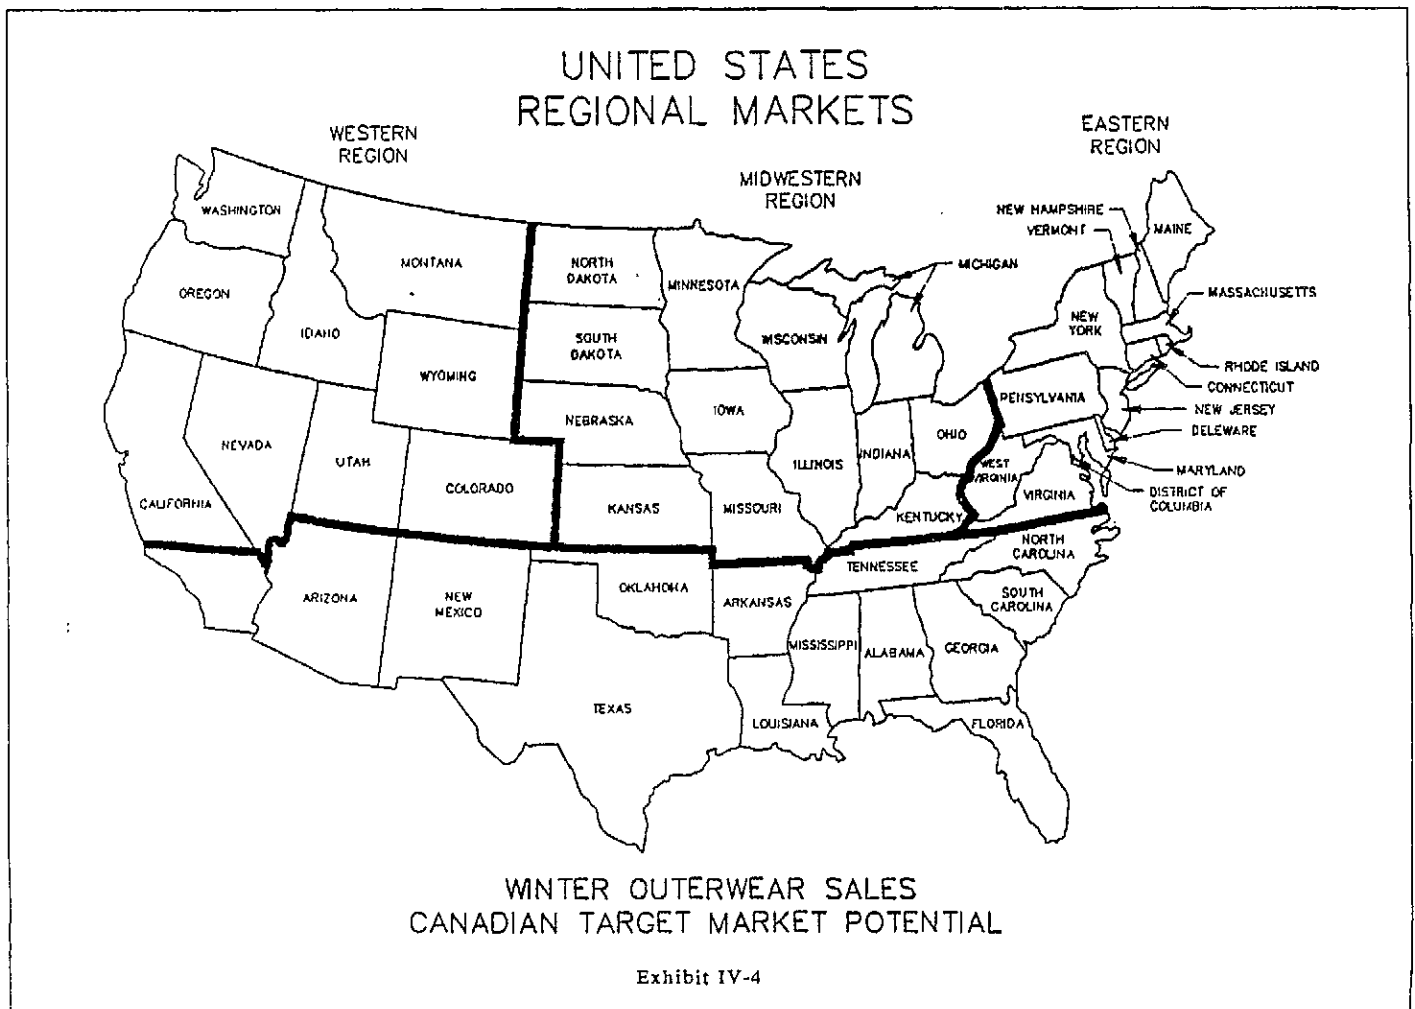 UNITED STATES
REGIONAL MARKETS
WESTERN
REGION
MIDWESTERN
REGION
EASTERN
REGION
WASHINGTON
OREGON
IDAHO
MONTANA
WYOMING
NEVADA
UTAH
COLORADO
CALIFORNIA
NORTH
DAKOTA
SOUTH
DAKOTA
NEBRASKA
KANSAS
MINNESOTA
IOWA
MISSOURI
WISCONSIN
ILLINOIS
MICHIGAN
INDIANA
OHIO
KENTUCKY
NEW HAMPSHIRE
VERMONT
MAINE
MASSACHUSETTS
NEW
YORK
RHODE ISLAND
CONNECTICUT
PENSYLVANIA
NEW JERSEY
DELEWARE
MARYLAND
DISTRICT OF
COLUMBIA
WEST
VIRGINIA
VIRGINIA
ARIZONA
NEW
MEXICO
OKLAHOMA
TEXAS
ARKANSAS
LOUISIANA
TENNESSEE
MISSISSIPPI
ALABAMA
GEORGIA
NORTH
CAROLINA
SOUTH
CAROLINA
FLORIDA
WINTER OUTERWEAR SALES
CANADIAN TARGET MARKET POTENTIAL
Exhibit IV-4